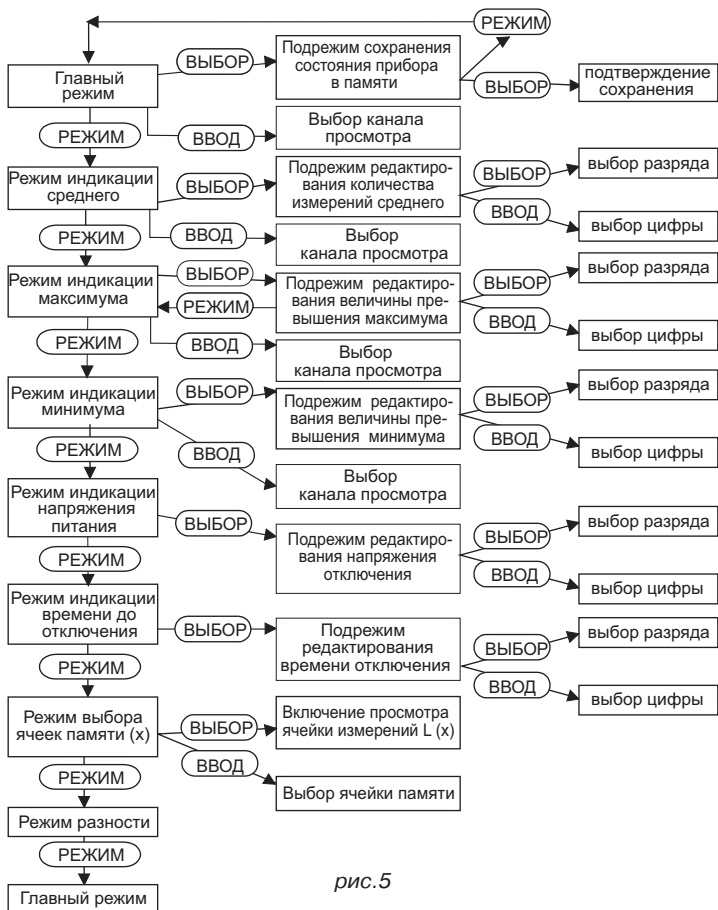 РЕЖИМ
Главный
режим
ВЫБОР
Подрежим сохранения
состояния прибора
в памяти
ВЫБОР
подтверждение
сохранения
РЕЖИМ
ВВОД
Выбор канала
просмотра
Режим индикации
среднего
ВЫБОР
Подрежим редактиро-
вания количества
измерений среднего
ВЫБОР
выбор разряда
ВВОД
выбор цифры
РЕЖИМ
ВВОД
Выбор
канала просмотра
Режим индикации
максимума
ВЫБОР
РЕЖИМ
Подрежим редактиро-
вания величины пре-
вышения максимума
ВЫБОР
выбор разряда
ВВОД
выбор цифры
РЕЖИМ
ВВОД
Выбор
канала просмотра
Режим индикации
минимума
ВЫБОР
Подрежим редактиро-
вания величины пре-
вышения минимума
ВЫБОР
выбор разряда
ВВОД
выбор цифры
РЕЖИМ
ВВОД
Выбор
канала просмотра
Режим индикации
напряжения
питания
ВЫБОР
Подрежим редактиро-
вания напряжения
отключения
ВЫБОР
выбор разряда
ВВОД
выбор цифры
РЕЖИМ
Режим индикации
времени до
отключения
ВЫБОР
Подрежим
редактирования
времени отключения
ВЫБОР
выбор разряда
ВВОД
выбор цифры
РЕЖИМ
Режим выбора
ячеек памяти (х)
ВЫБОР
Включение просмотра
ячейки измерений L (х)
ВВОД
Выбор ячейки памяти
РЕЖИМ
Режим разности
РЕЖИМ
Главный режим
рис.5